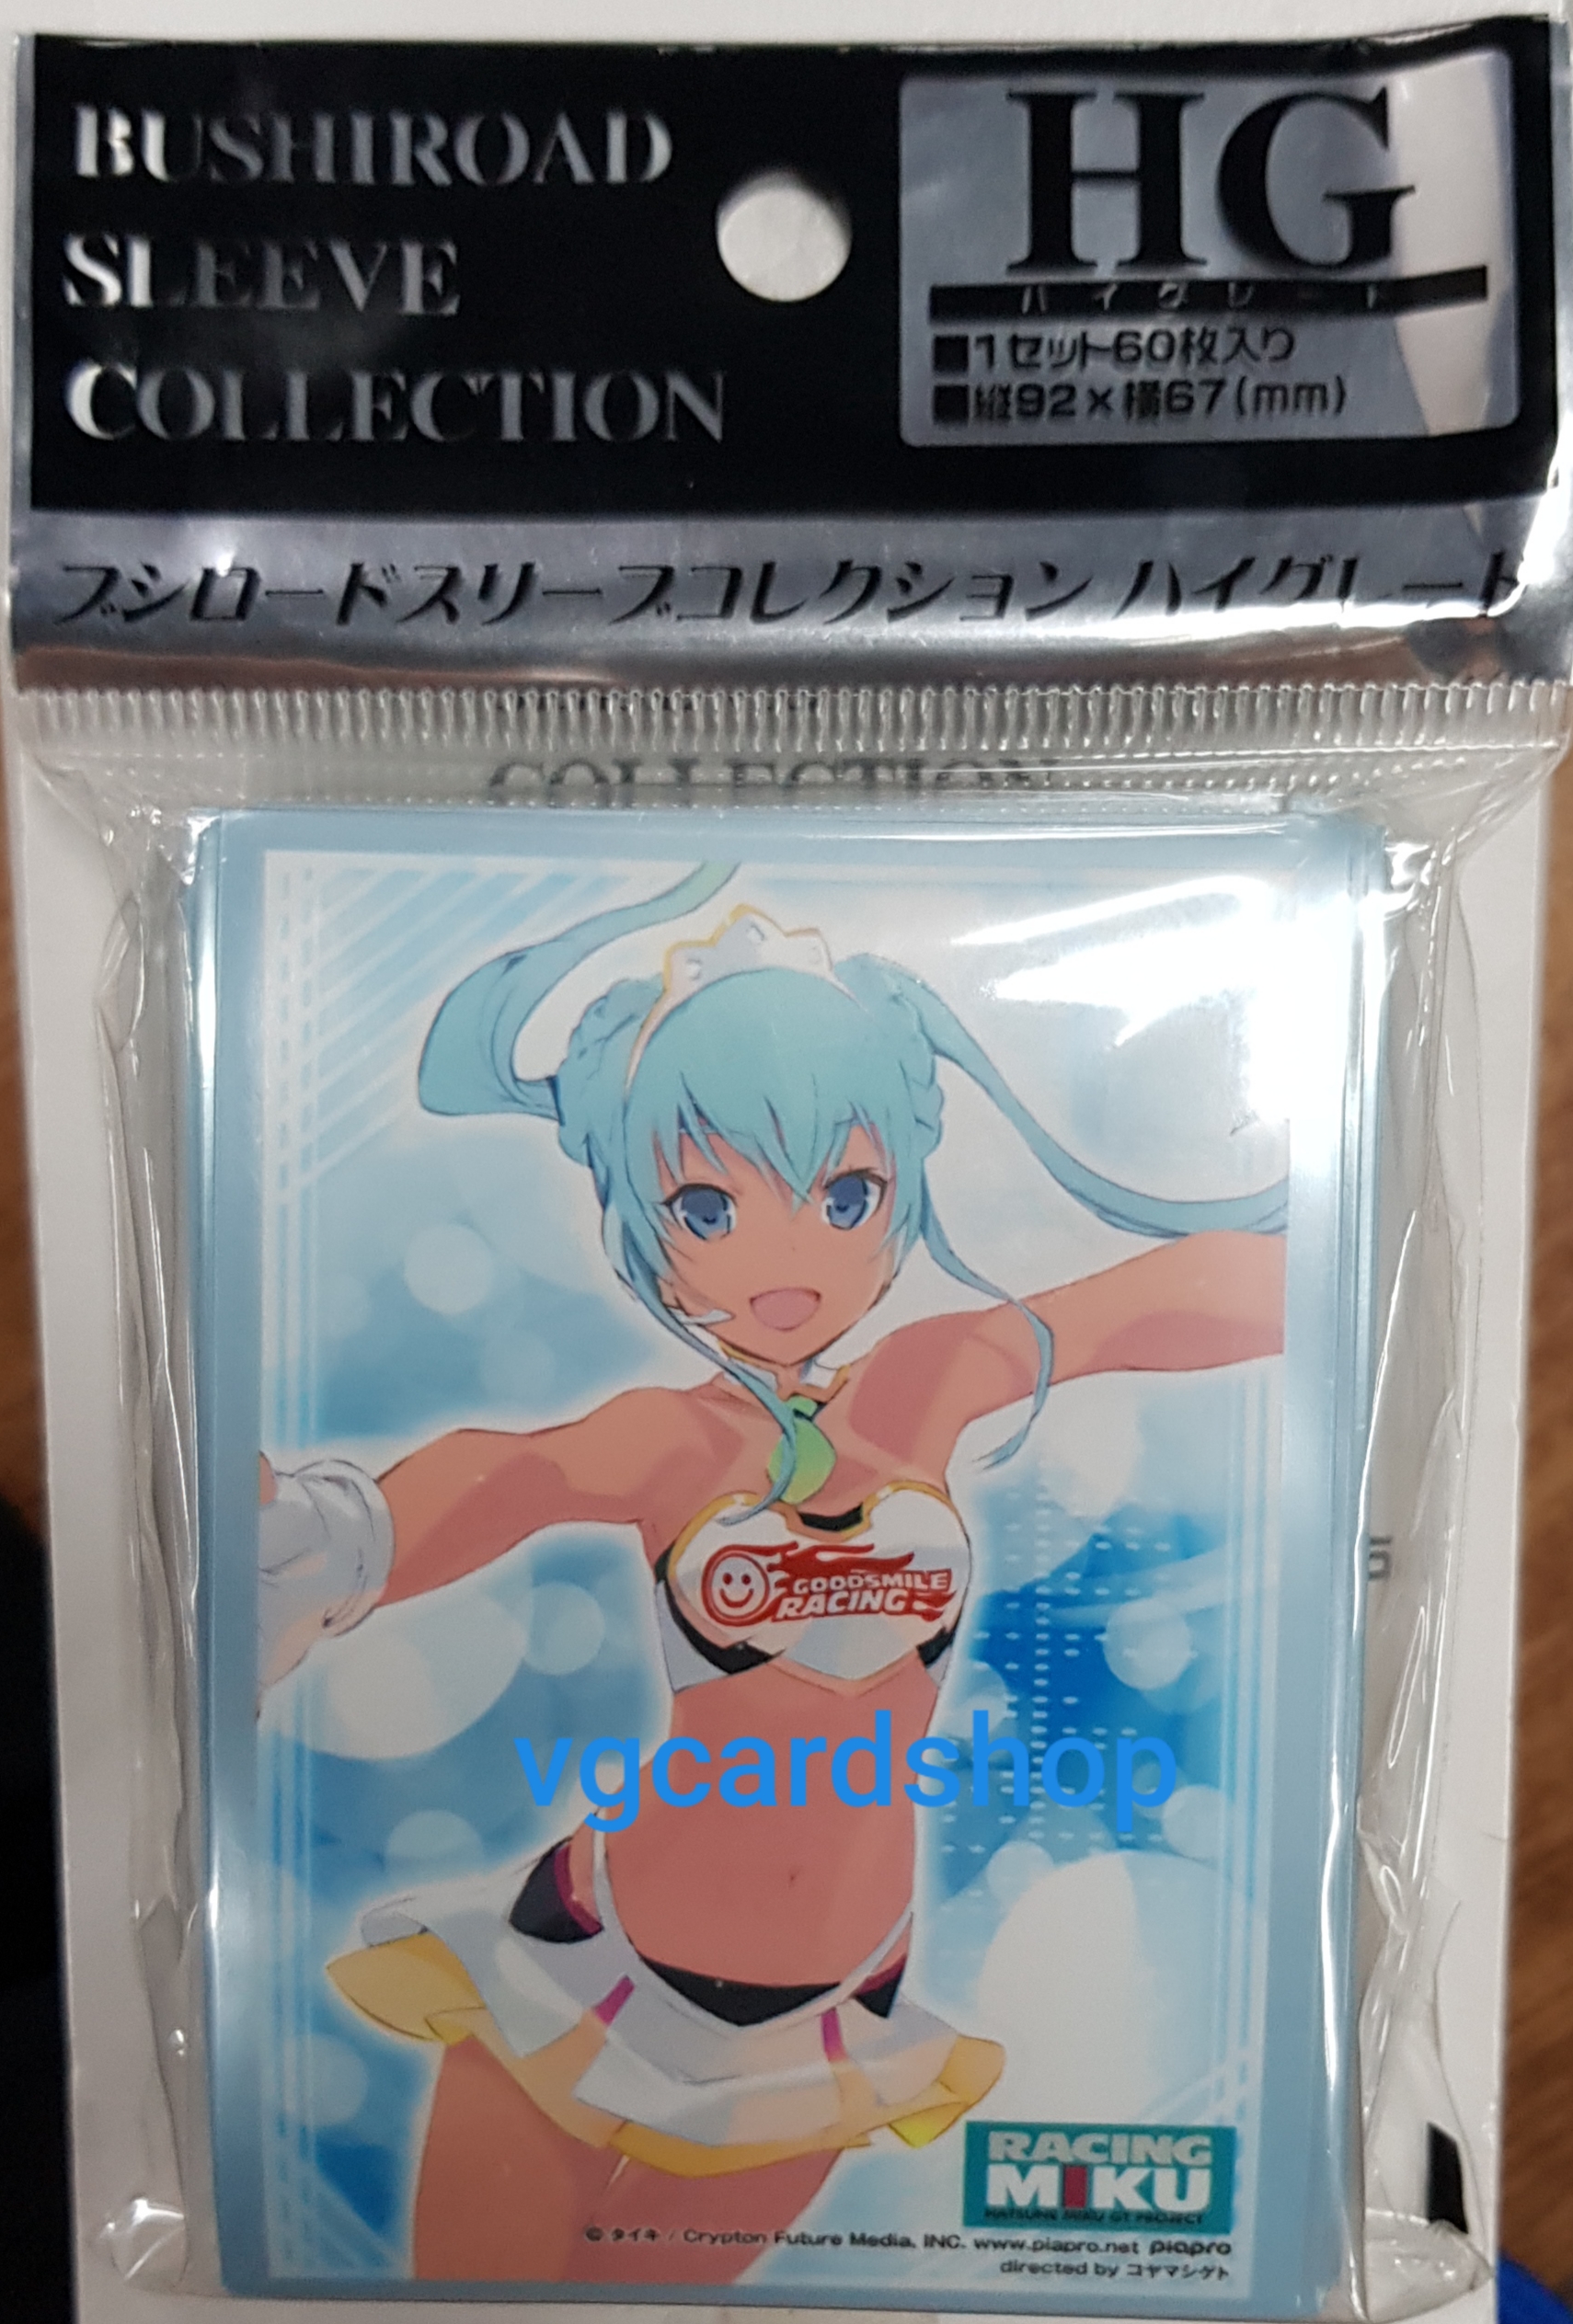 BUSHIROAD
SLEEVE
COLLECTION
HG
ハイグレード
■1セット60枚入り
■縦92×横67(mm)
ブシロードスリーブコレクション ハイグレード
COLLECTION
GOODSMILE
RACING
vgcardshop
RACING
MIKU
HATSUNE MIKU GT PROJECT
© タイキ / Crypton Future Media, INC. www.piapro.net piapro
directed by コヤマシゲト